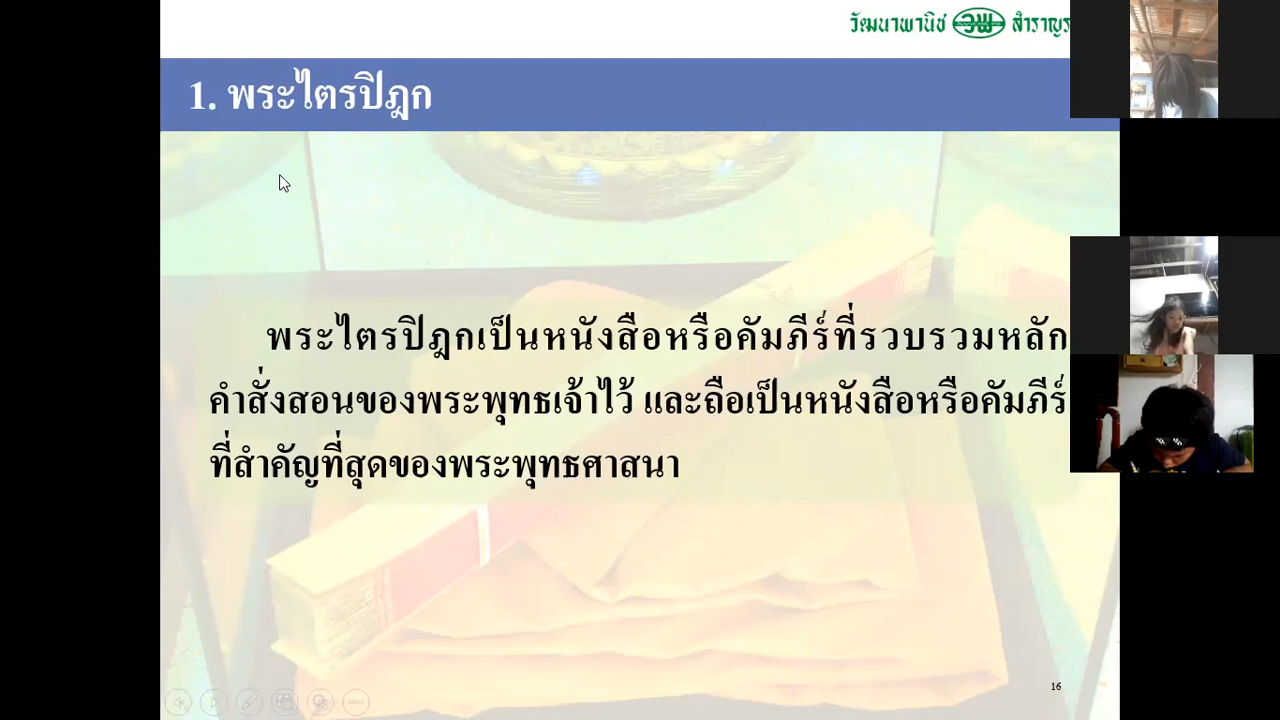 วัฒนาพานิช วพ สำราญร
1. พระไตรปิฎก
พระไตรปิฎกเป็นหนังสือหรือคัมภีร์ที่รวบรวมหลัก
คำสั่งสอนของพระพุทธเจ้าไว้ และถือเป็นหนังสือหรือคัมภีร์
ที่สำคัญที่สุดของพระพุทธศาสนา
16